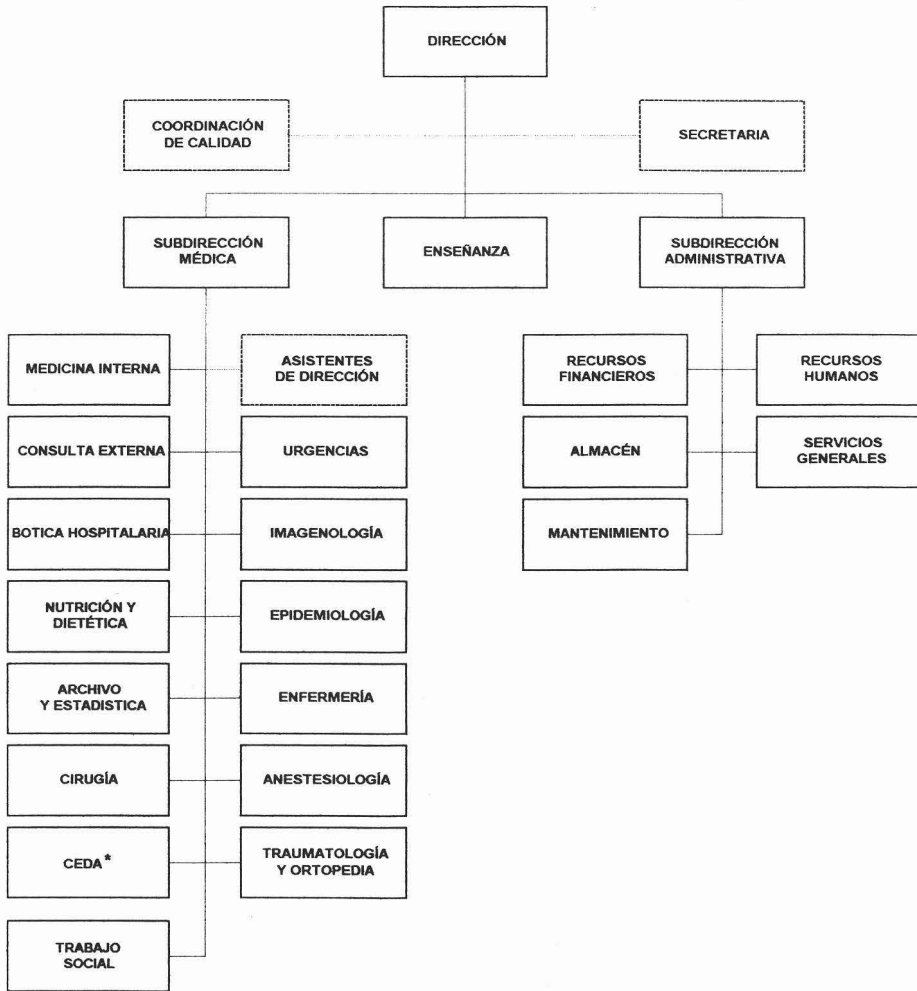 DIRECCIÓN
COORDINACIÓN
DE CALIDAD
SECRETARIA
SUBDIRECCIÓN
MÉDICA
ENSEÑANZA
SUBDIRECCIÓN
ADMINISTRATIVA
MEDICINA INTERNA
ASISTENTES
DE DIRECCIÓN
RECURSOS
FINANCIEROS
RECURSOS
HUMANOS
CONSULTA EXTERNA
URGENCIAS
ALMACÉN
SERVICIOS
GENERALES
BOTICA HOSPITALARIA
IMAGENOLOGÍA
MANTENIMIENTO
NUTRICIÓN Y
DIETÉTICA
EPIDEMIOLOGÍA
ARCHIVO
Y ESTADISTICA
ENFERMERÍA
CIRUGÍA
ANESTESIOLOGÍA
CEDA*
TRAUMATOLOGÍA
Y ORTOPEDIA
TRABAJO
SOCIAL